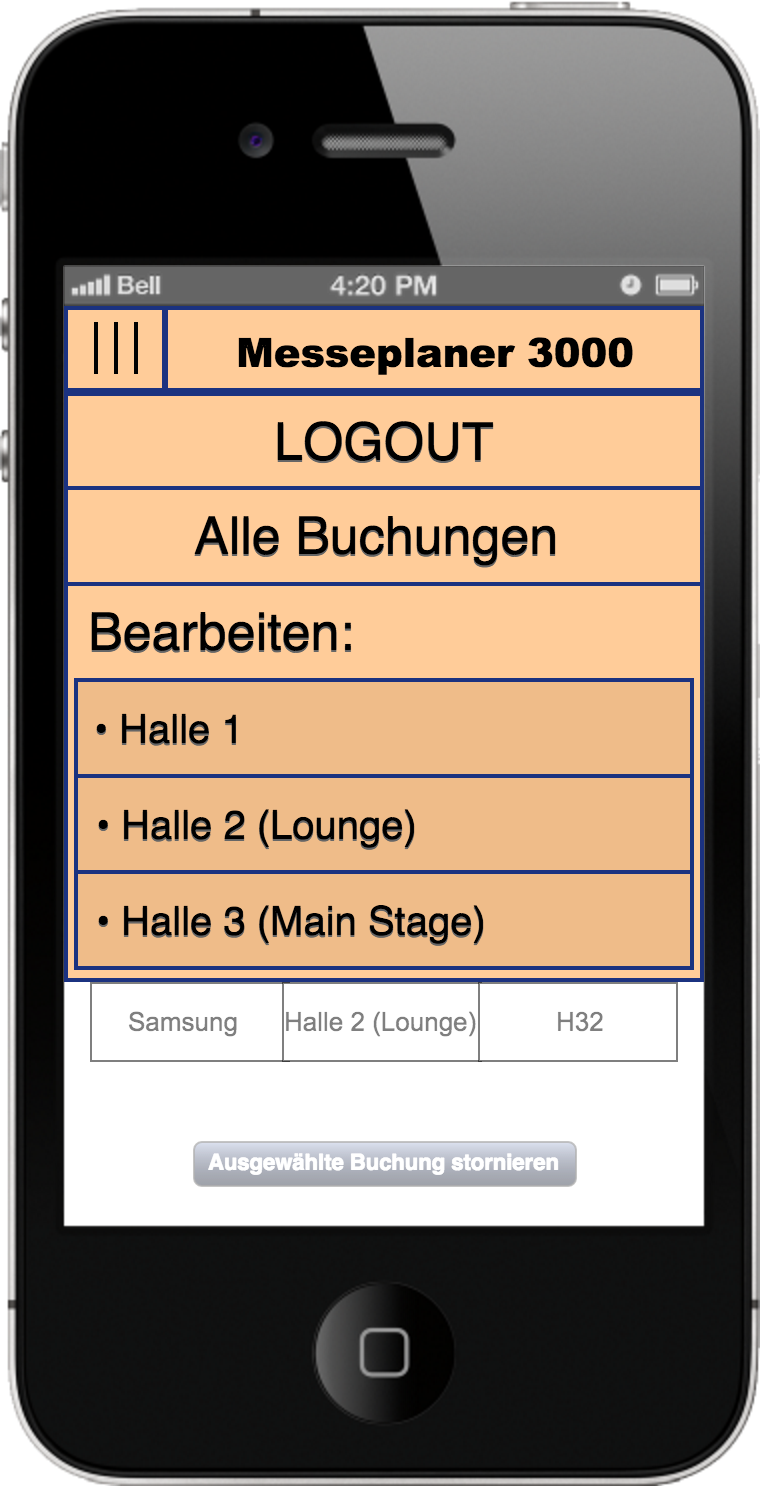 Bell 4:20 PM
Messeplaner 3000
LOGOUT
Alle Buchungen
Bearbeiten:
• Halle 1
• Halle 2 (Lounge)
• Halle 3 (Main Stage)
Samsung Halle 2 (Lounge) H32
Ausgewählte Buchung stornieren